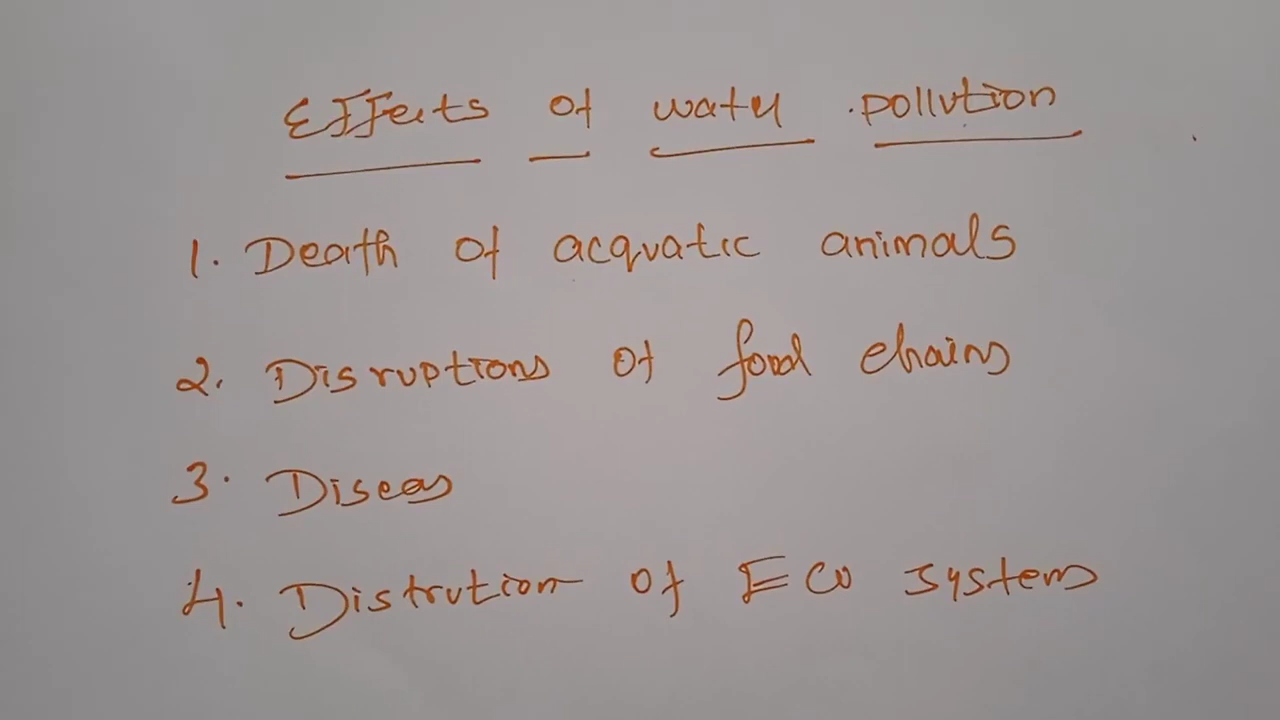 Effects of water pollution
1. Death of acquatic animals
2. Disruptions of food chains
3. Diseas
4. Distrution of Eco systems